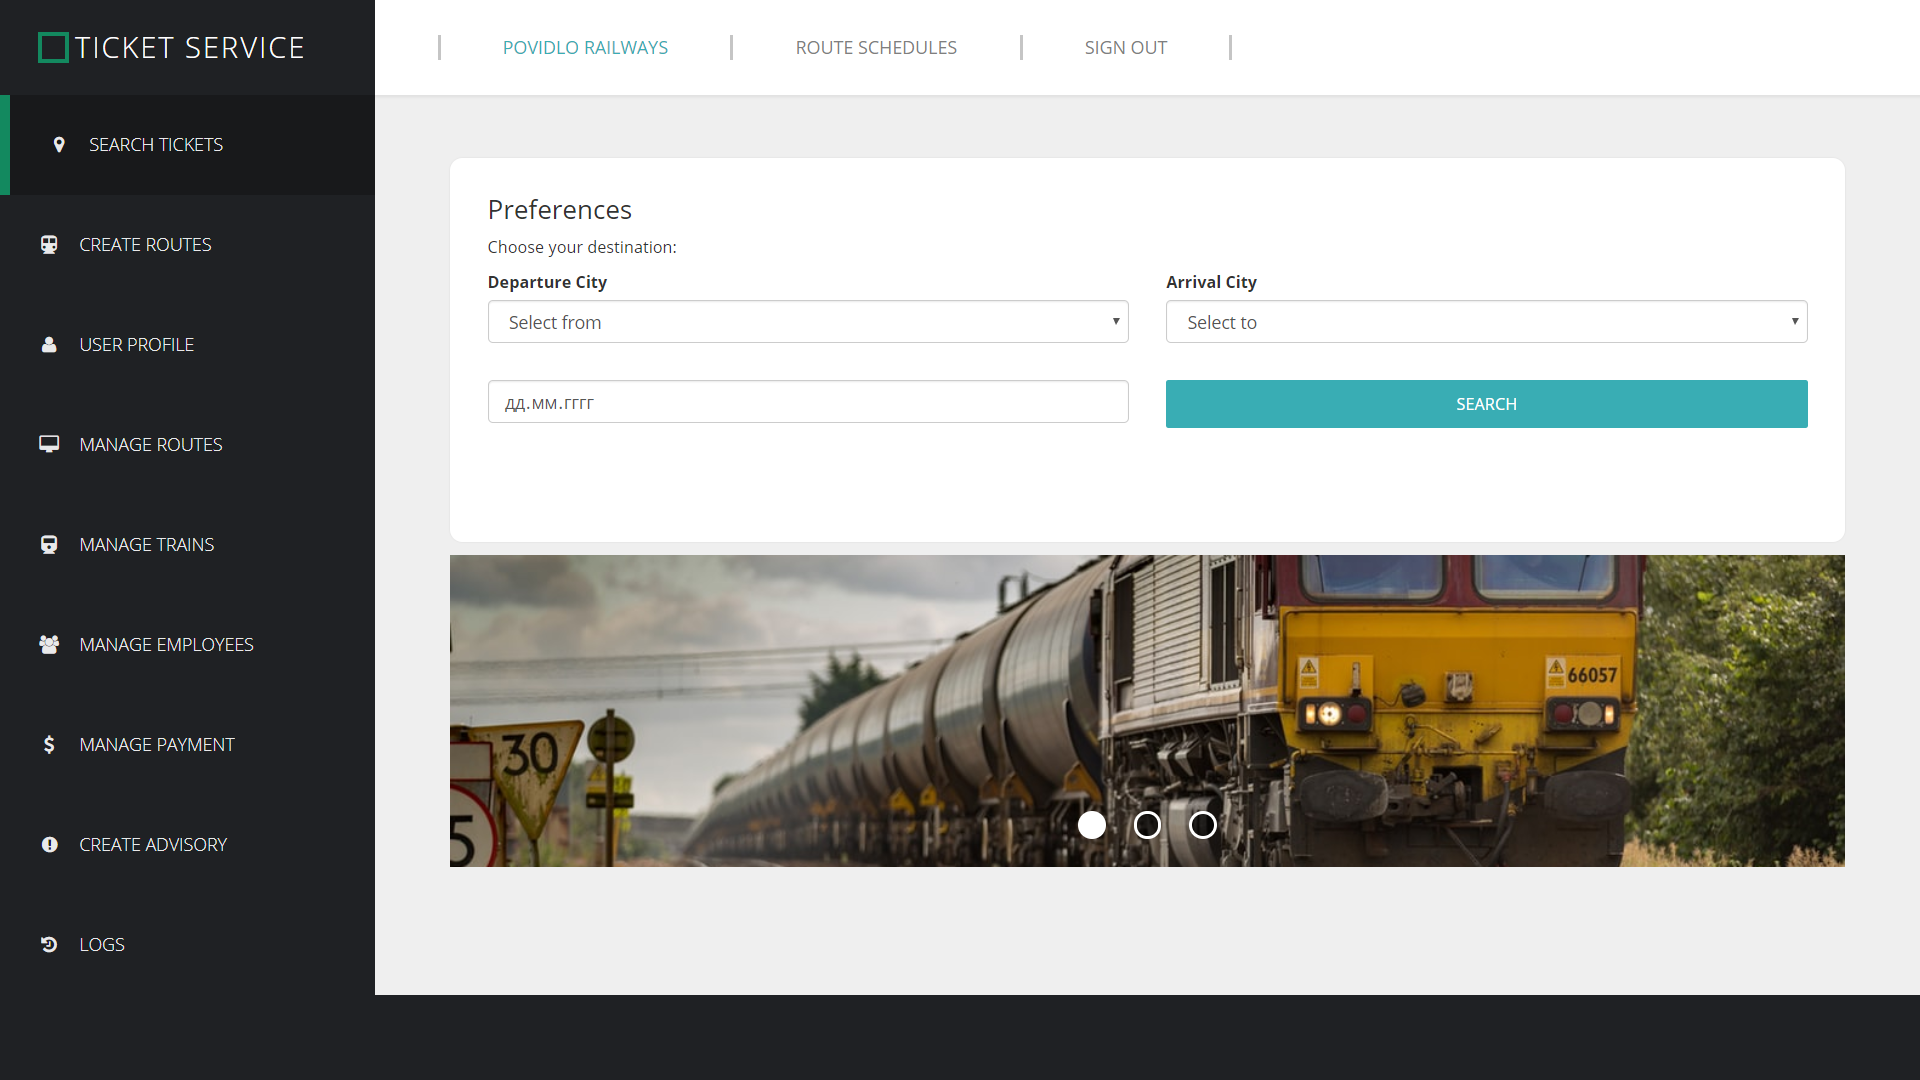 TICKET SERVICE
POVIDLO RAILWAYS
ROUTE SCHEDULES
SIGN OUT
SEARCH TICKETS
CREATE ROUTES
USER PROFILE
MANAGE ROUTES
MANAGE TRAINS
MANAGE EMPLOYEES
MANAGE PAYMENT
CREATE ADVISORY
LOGS
Preferences
Choose your destination:
Departure City
Arrival City
Select from
Select to
дд.мм.гггг
SEARCH
66057
30
5